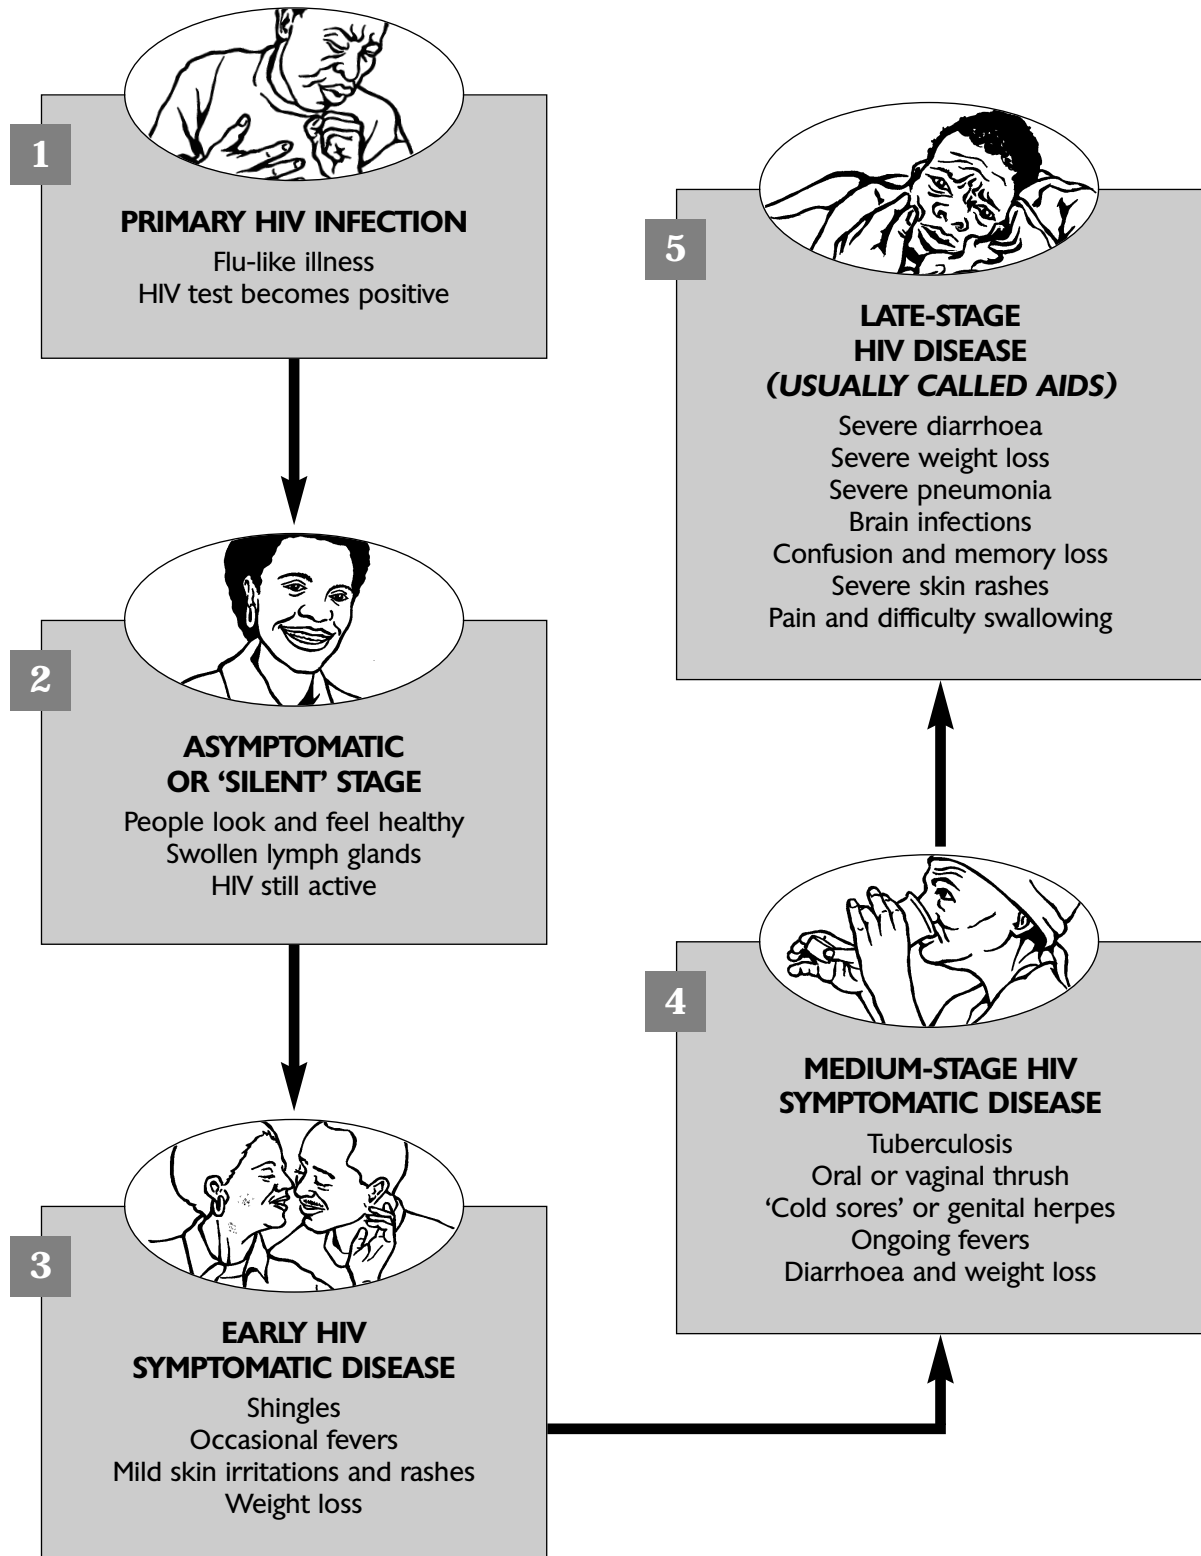 1
PRIMARY HIV INFECTION
Flu-like illness
HIV test becomes positive
2
ASYMPTOMATIC
OR ‘SILENT’ STAGE
People look and feel healthy
Swollen lymph glands
HIV still active
3
EARLY HIV
SYMPTOMATIC DISEASE
Shingles
Occasional fevers
Mild skin irritations and rashes
Weight loss
4
MEDIUM-STAGE HIV
SYMPTOMATIC DISEASE
Tuberculosis
Oral or vaginal thrush
‘Cold sores’ or genital herpes
Ongoing fevers
Diarrhoea and weight loss
5
LATE-STAGE
HIV DISEASE
(USUALLY CALLED AIDS)
Severe diarrhoea
Severe weight loss
Severe pneumonia
Brain infections
Confusion and memory loss
Severe skin rashes
Pain and difficulty swallowing